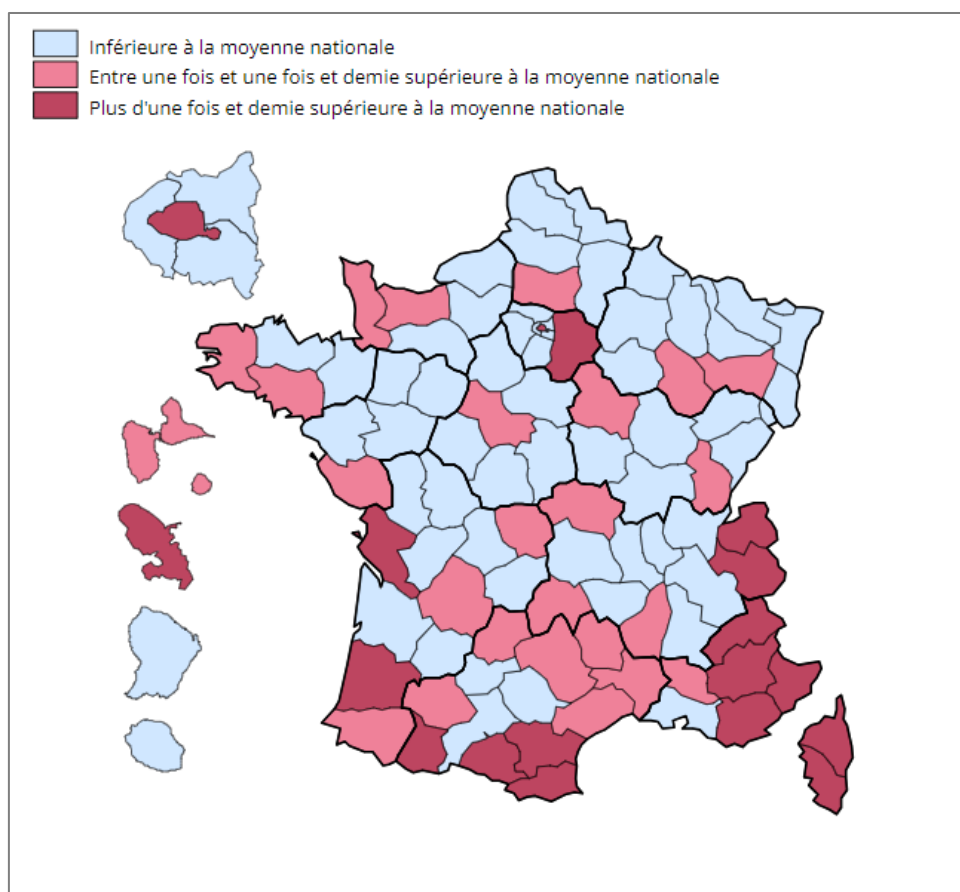 Inférieure à la moyenne nationale
Entre une fois et une fois et demie supérieure à la moyenne nationale
Plus d'une fois et demie supérieure à la moyenne nationale